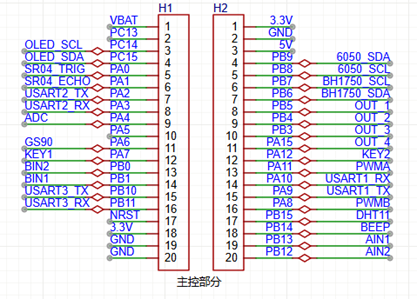 H1 H2
VBAT 1 1 3.3V
PC13 2 2 GND
OLED_SCL PC14 3 3 5V
OLED_SDA PC15 4 4 PB9 6050_SDA
SR04_TRIG PA0 5 5 PB8 6050_SCL
SR04_ECHO PA1 6 6 PB7 BH1750_SCL
USART2_TX PA2 7 7 PB6 BH1750_SDA
USART2_RX PA3 8 8 PB5 OUT_1
ADC PA4 9 9 PB4 OUT_2
PA5 10 10 PB3 OUT_3
GS90 PA6 11 11 PA15 OUT_4
KEY1 PA7 12 12 PA12 KEY2
BIN2 PB0 13 13 PA11 PWMA
BIN1 PB1 14 14 PA10 USART1_RX
USART3_TX PB10 15 15 PA9 USART1_TX
USART3_RX PB11 16 16 PA8 PWMB
NRST 17 17 PB15 DHT11
3.3V 18 18 PB14 BEEP
GND 19 19 PB13 AIN1
GND 20 20 PB12 AIN2
主控部分